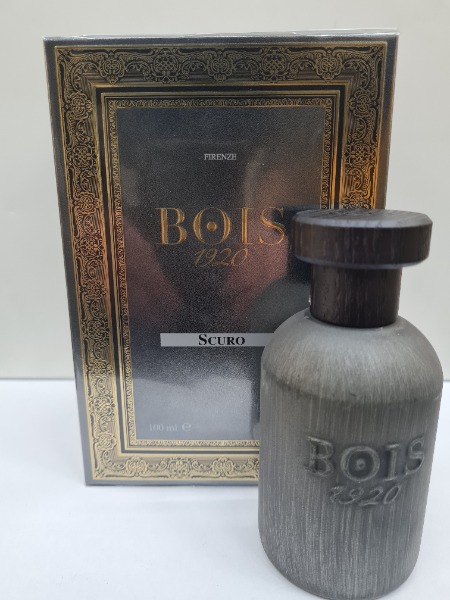 FIRENZE
BOIS
1920
SCURO
100 ml ℮
BOIS
1920